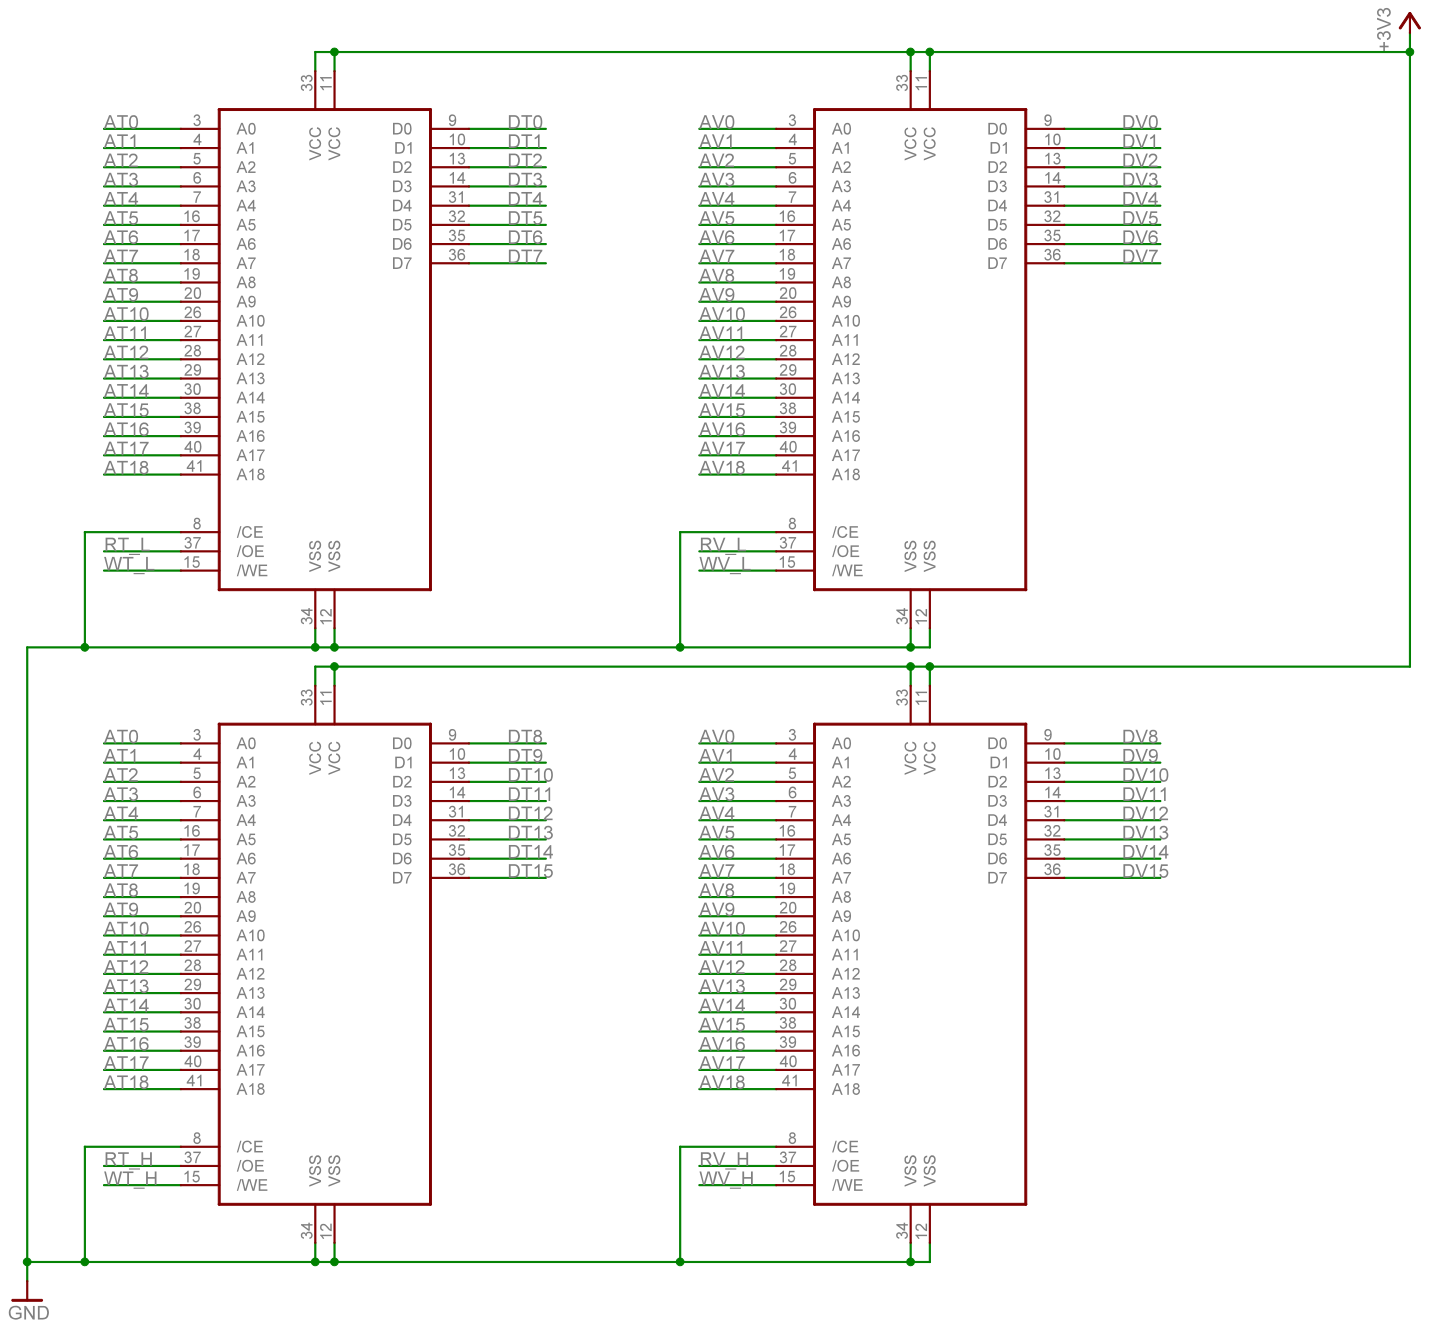 +3V3
33 11 33 11
AT0 3 A0 VCC VCC D0 9 DT0 AV0 3 A0 VCC VCC D0 9 DV0
AT1 4 A1 D1 10 DT1 AV1 4 A1 D1 10 DV1
AT2 5 A2 D2 13 DT2 AV2 5 A2 D2 13 DV2
AT3 6 A3 D3 14 DT3 AV3 6 A3 D3 14 DV3
AT4 7 A4 D4 31 DT4 AV4 7 A4 D4 31 DV4
AT5 16 A5 D5 32 DT5 AV5 16 A5 D5 32 DV5
AT6 17 A6 D6 35 DT6 AV6 17 A6 D6 35 DV6
AT7 18 A7 D7 36 DT7 AV7 18 A7 D7 36 DV7
AT8 19 A8 AV8 19 A8
AT9 20 A9 AV9 20 A9
AT10 26 A10 AV10 26 A10
AT11 27 A11 AV11 27 A11
AT12 28 A12 AV12 28 A12
AT13 29 A13 AV13 29 A13
AT14 30 A14 AV14 30 A14
AT15 38 A15 AV15 38 A15
AT16 39 A16 AV16 39 A16
AT17 40 A17 AV17 40 A17
AT18 41 A18 AV18 41 A18
8 /CE 8 /CE
RT_L 37 /OE VSS VSS RV_L 37 /OE VSS VSS
WT_L 15 /WE WV_L 15 /WE
34 12 34 12
33 11 33 11
AT0 3 A0 VCC VCC D0 9 DT8 AV0 3 A0 VCC VCC D0 9 DV8
AT1 4 A1 D1 10 DT9 AV1 4 A1 D1 10 DV9
AT2 5 A2 D2 13 DT10 AV2 5 A2 D2 13 DV10
AT3 6 A3 D3 14 DT11 AV3 6 A3 D3 14 DV11
AT4 7 A4 D4 31 DT12 AV4 7 A4 D4 31 DV12
AT5 16 A5 D5 32 DT13 AV5 16 A5 D5 32 DV13
AT6 17 A6 D6 35 DT14 AV6 17 A6 D6 35 DV14
AT7 18 A7 D7 36 DT15 AV7 18 A7 D7 36 DV15
AT8 19 A8 AV8 19 A8
AT9 20 A9 AV9 20 A9
AT10 26 A10 AV10 26 A10
AT11 27 A11 AV11 27 A11
AT12 28 A12 AV12 28 A12
AT13 29 A13 AV13 29 A13
AT14 30 A14 AV14 30 A14
AT15 38 A15 AV15 38 A15
AT16 39 A16 AV16 39 A16
AT17 40 A17 AV17 40 A17
AT18 41 A18 AV18 41 A18
8 /CE 8 /CE
RT_H 37 /OE VSS VSS RV_H 37 /OE VSS VSS
WT_H 15 /WE WV_H 15 /WE
34 12 34 12
GND